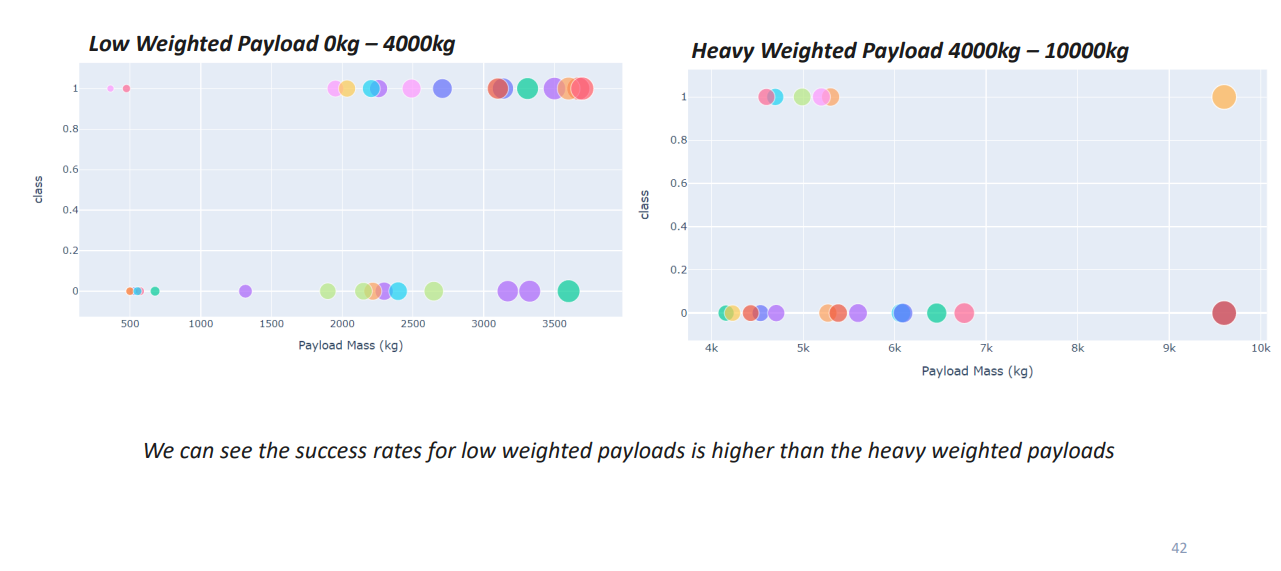 Low Weighted Payload 0kg – 4000kg
1
0.8
0.6
0.4
0.2
0
class
500 1000 1500 2000 2500 3000 3500
Payload Mass (kg)
Heavy Weighted Payload 4000kg – 10000kg
1
0.8
0.6
0.4
0.2
0
class
4k 5k 6k 7k 8k 9k 10k
Payload Mass (kg)
We can see the success rates for low weighted payloads is higher than the heavy weighted payloads
42